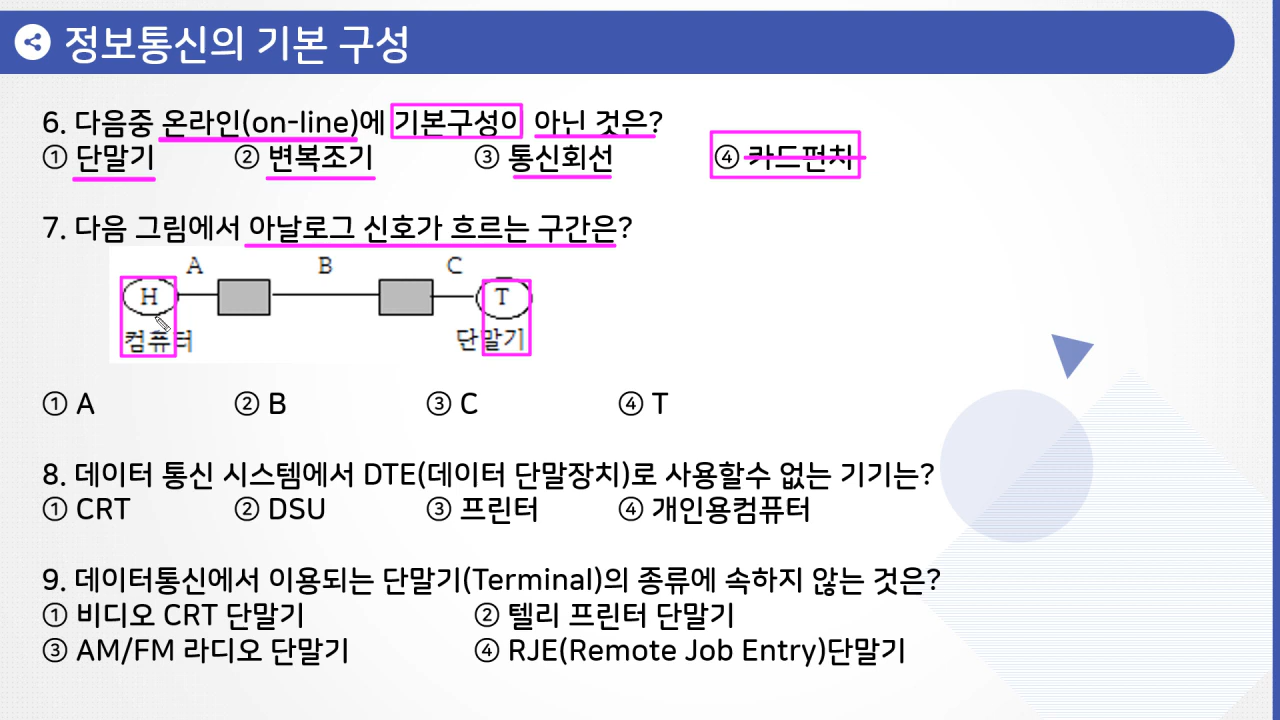 정보통신의 기본 구성
6. 다음중 온라인(on-line)에 기본구성이 아닌 것은?
① 단말기 ② 변복조기 ③ 통신회선 ④ 카드펀치
7. 다음 그림에서 아날로그 신호가 흐르는 구간은?
A B C
H T
컴퓨터 단말기
① A ② B ③ C ④ T
8. 데이터 통신 시스템에서 DTE(데이터 단말장치)로 사용할수 없는 기기는?
① CRT ② DSU ③ 프린터 ④ 개인용컴퓨터
9. 데이터통신에서 이용되는 단말기(Terminal)의 종류에 속하지 않는 것은?
① 비디오 CRT 단말기 ② 텔리 프린터 단말기
③ AM/FM 라디오 단말기 ④ RJE(Remote Job Entry)단말기